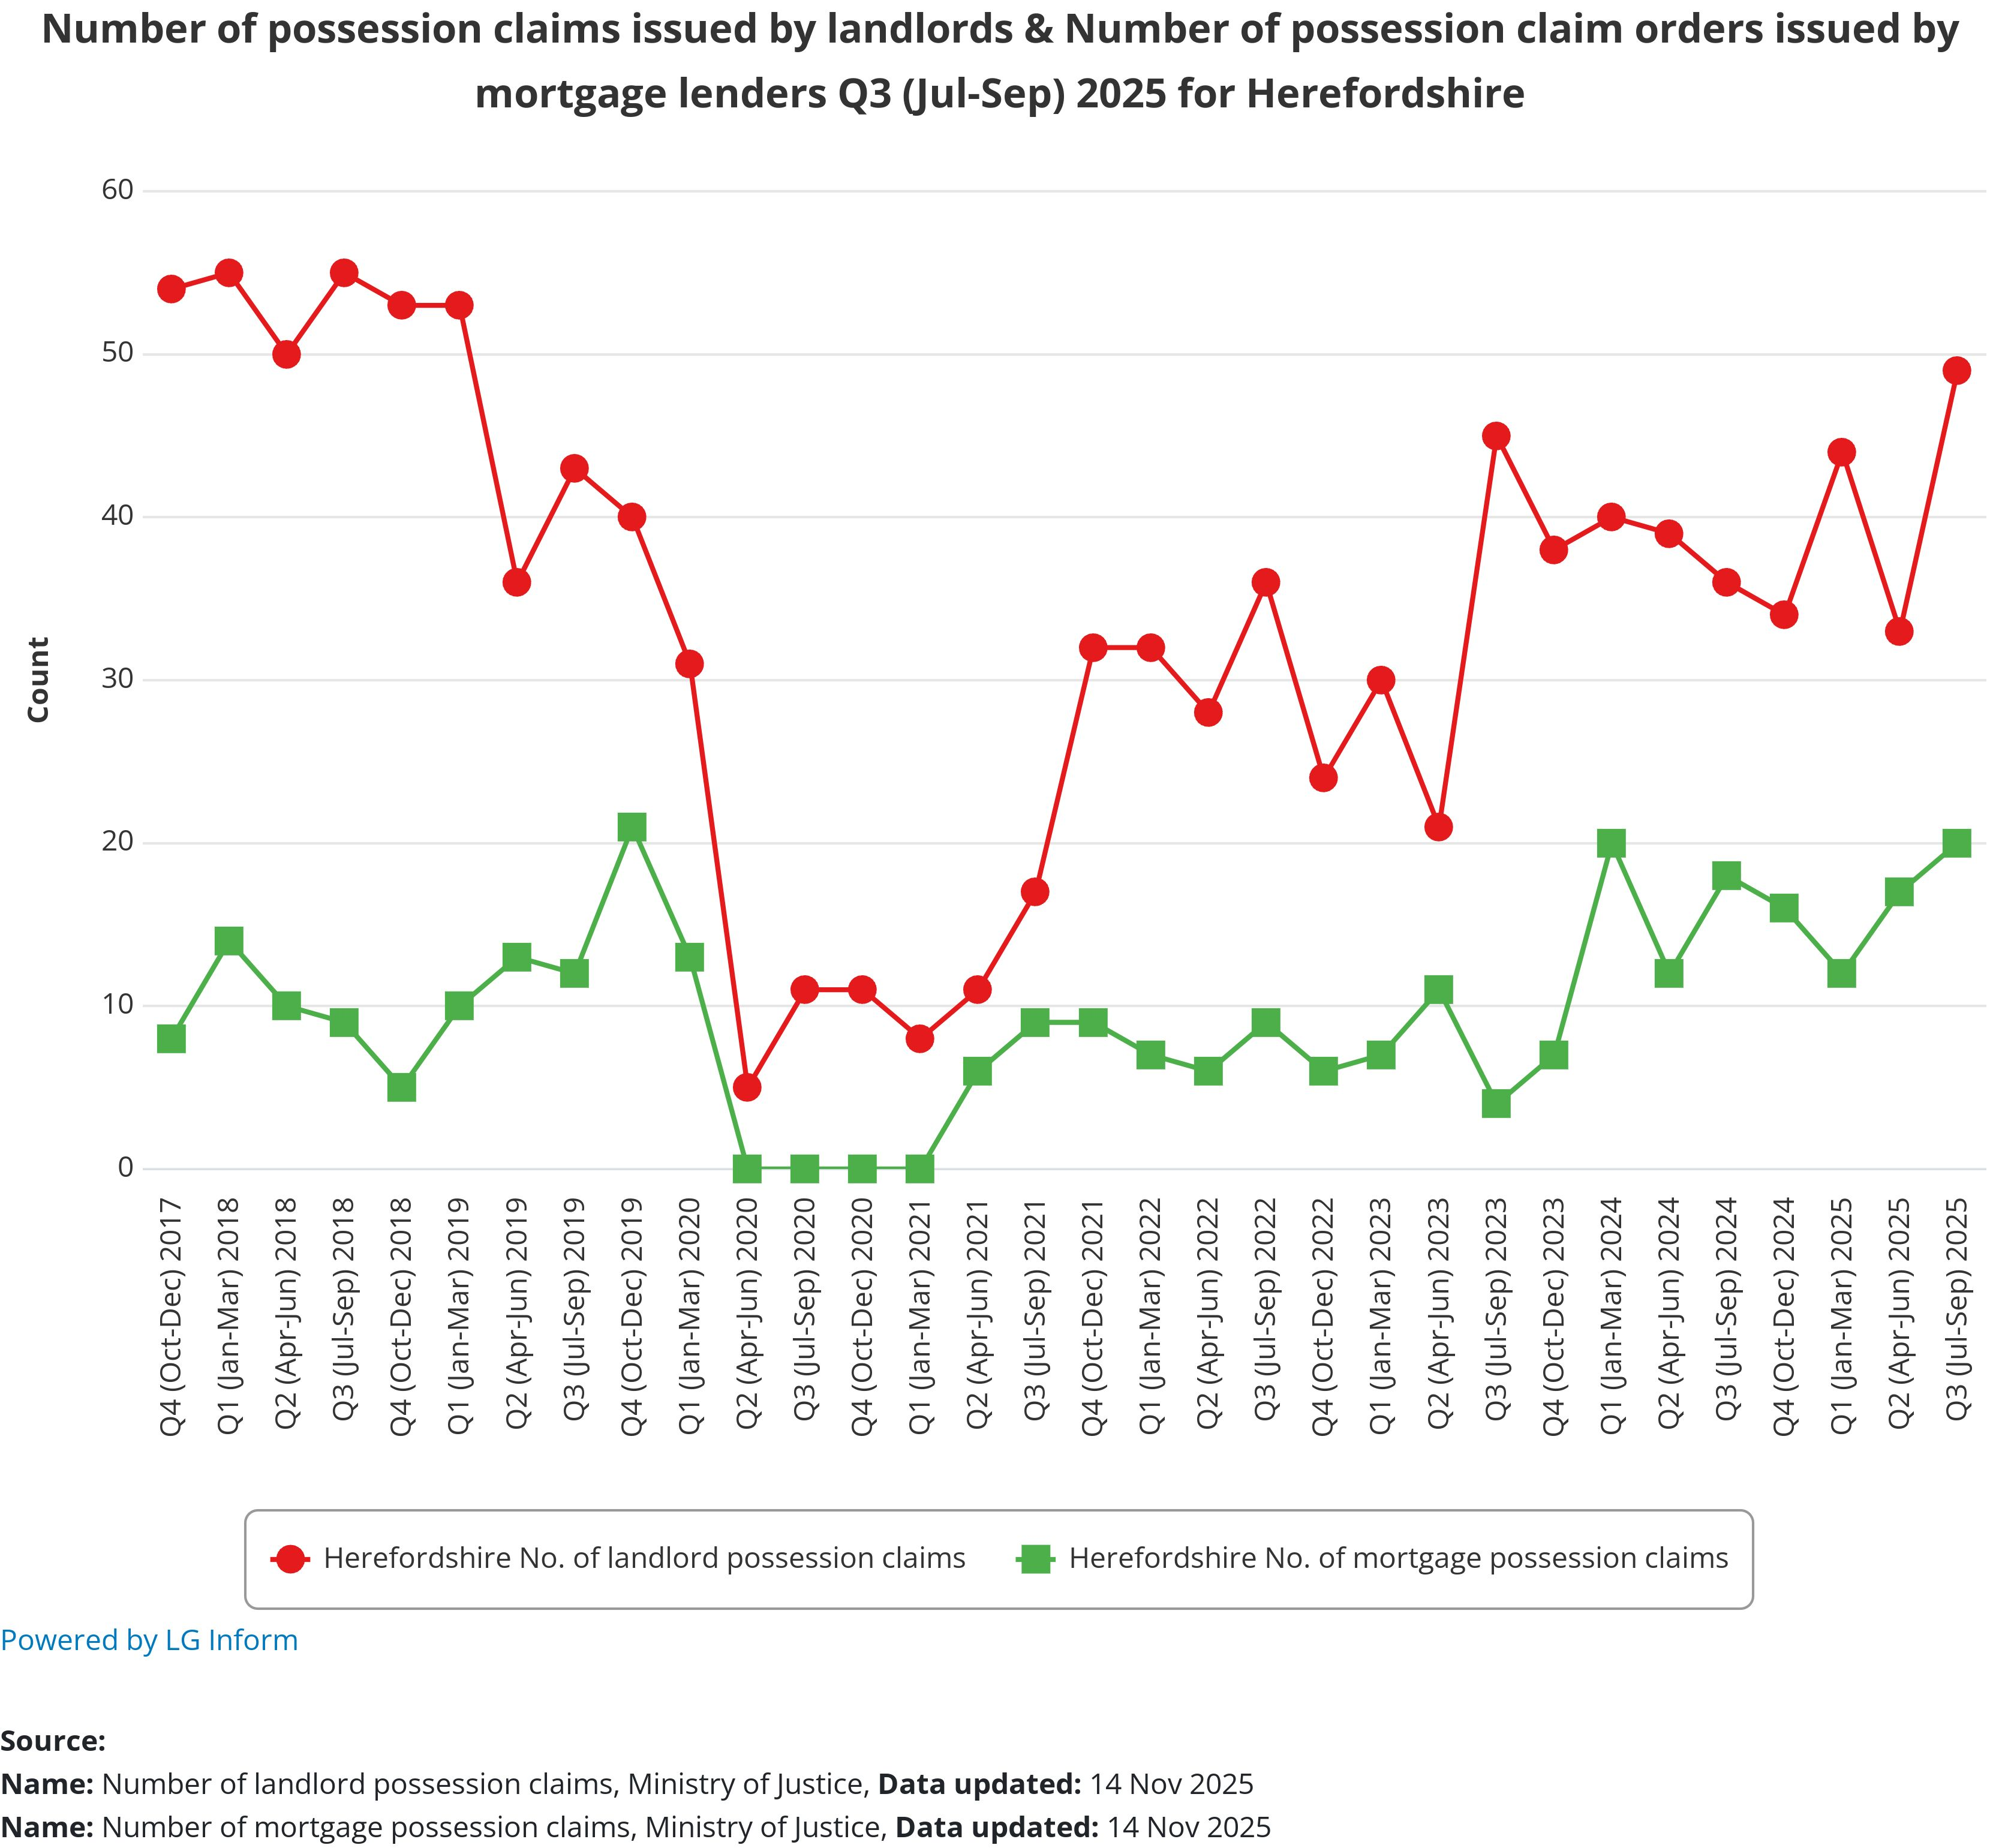 Number of possession claims issued by landlords & Number of possession claim orders issued by
mortgage lenders Q3 (Jul-Sep) 2025 for Herefordshire
60
50
40
30
20
10
0
Count
Q4 (Oct-Dec) 2017
Q1 (Jan-Mar) 2018
Q2 (Apr-Jun) 2018
Q3 (Jul-Sep) 2018
Q4 (Oct-Dec) 2018
Q1 (Jan-Mar) 2019
Q2 (Apr-Jun) 2019
Q3 (Jul-Sep) 2019
Q4 (Oct-Dec) 2019
Q1 (Jan-Mar) 2020
Q2 (Apr-Jun) 2020
Q3 (Jul-Sep) 2020
Q4 (Oct-Dec) 2020
Q1 (Jan-Mar) 2021
Q2 (Apr-Jun) 2021
Q3 (Jul-Sep) 2021
Q4 (Oct-Dec) 2021
Q1 (Jan-Mar) 2022
Q2 (Apr-Jun) 2022
Q3 (Jul-Sep) 2022
Q4 (Oct-Dec) 2022
Q1 (Jan-Mar) 2023
Q2 (Apr-Jun) 2023
Q3 (Jul-Sep) 2023
Q4 (Oct-Dec) 2023
Q1 (Jan-Mar) 2024
Q2 (Apr-Jun) 2024
Q3 (Jul-Sep) 2024
Q4 (Oct-Dec) 2024
Q1 (Jan-Mar) 2025
Q2 (Apr-Jun) 2025
Q3 (Jul-Sep) 2025
Herefordshire No. of landlord possession claims
Herefordshire No. of mortgage possession claims
Powered by LG Inform
Source:
Name: Number of landlord possession claims, Ministry of Justice, Data updated: 14 Nov 2025
Name: Number of mortgage possession claims, Ministry of Justice, Data updated: 14 Nov 2025